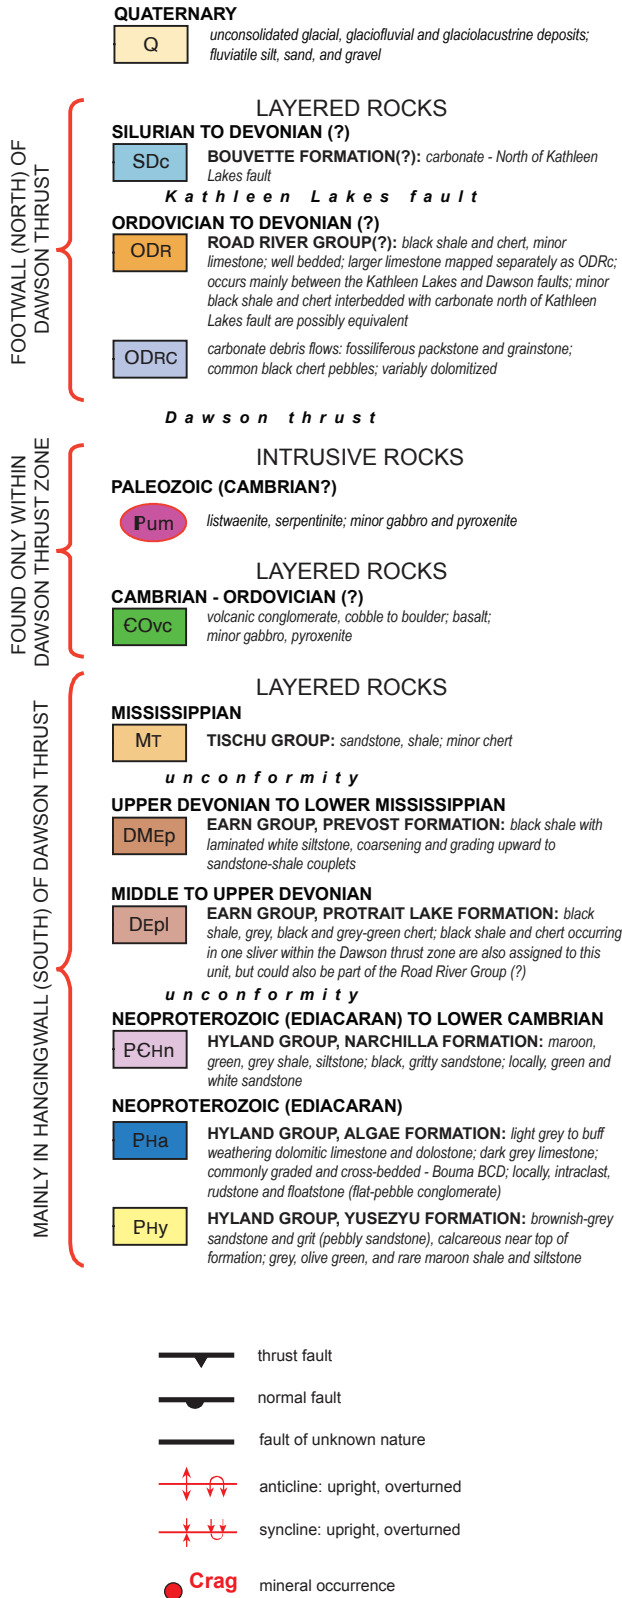 QUATERNARY
Q
unconsolidated glacial, glaciofluvial and glaciolacustrine deposits;
fluviatile silt, sand, and gravel
FOOTWALL (NORTH) OF
DAWSON THRUST
LAYERED ROCKS
SILURIAN TO DEVONIAN (?)
SDc
BOUVETTE FORMATION(?): carbonate - North of Kathleen
Lakes fault
Kathleen Lakes fault
ORDOVICIAN TO DEVONIAN (?)
ODR
ROAD RIVER GROUP(?): black shale and chert, minor
limestone; well bedded; larger limestone mapped separately as ODRc;
occurs mainly between the Kathleen Lakes and Dawson faults; minor
black shale and chert interbedded with carbonate north of Kathleen
Lakes fault are possibly equivalent
ODRC
carbonate debris flows: fossiliferous packstone and grainstone;
common black chert pebbles; variably dolomitized
Dawson thrust
FOUND ONLY WITHIN
DAWSON THRUST ZONE
INTRUSIVE ROCKS
PALEOZOIC (CAMBRIAN?)
Pum
listwaenite, serpentinite; minor gabbro and pyroxenite
LAYERED ROCKS
CAMBRIAN - ORDOVICIAN (?)
ЄOvc
volcanic conglomerate, cobble to boulder; basalt;
minor gabbro, pyroxenite
MAINLY IN HANGINGWALL (SOUTH) OF DAWSON THRUST
LAYERED ROCKS
MISSISSIPPIAN
MT
TISCHU GROUP: sandstone, shale; minor chert
unconformity
UPPER DEVONIAN TO LOWER MISSISSIPPIAN
DMEp
EARN GROUP, PREVOST FORMATION: black shale with
laminated white siltstone, coarsening and grading upward to
sandstone-shale couplets
MIDDLE TO UPPER DEVONIAN
DEpl
EARN GROUP, PROTRAIT LAKE FORMATION: black
shale, grey, black and grey-green chert; black shale and chert occurring
in one sliver within the Dawson thrust zone are also assigned to this
unit, but could also be part of the Road River Group (?)
unconformity
NEOPROTEROZOIC (EDIACARAN) TO LOWER CAMBRIAN
PЄHn
HYLAND GROUP, NARCHILLA FORMATION: maroon,
green, grey shale, siltstone; black, gritty sandstone; locally, green and
white sandstone
NEOPROTEROZOIC (EDIACARAN)
PHa
HYLAND GROUP, ALGAE FORMATION: light grey to buff
weathering dolomitic limestone and dolostone; dark grey limestone;
commonly graded and cross-bedded - Bouma BCD; locally, intraclast,
rudstone and floatstone (flat-pebble conglomerate)
PHy
HYLAND GROUP, YUSEZYU FORMATION: brownish-grey
sandstone and grit (pebbly sandstone), calcareous near top of
formation; grey, olive green, and rare maroon shale and siltstone
thrust fault
normal fault
fault of unknown nature
anticline: upright, overturned
syncline: upright, overturned
Crag
mineral occurrence